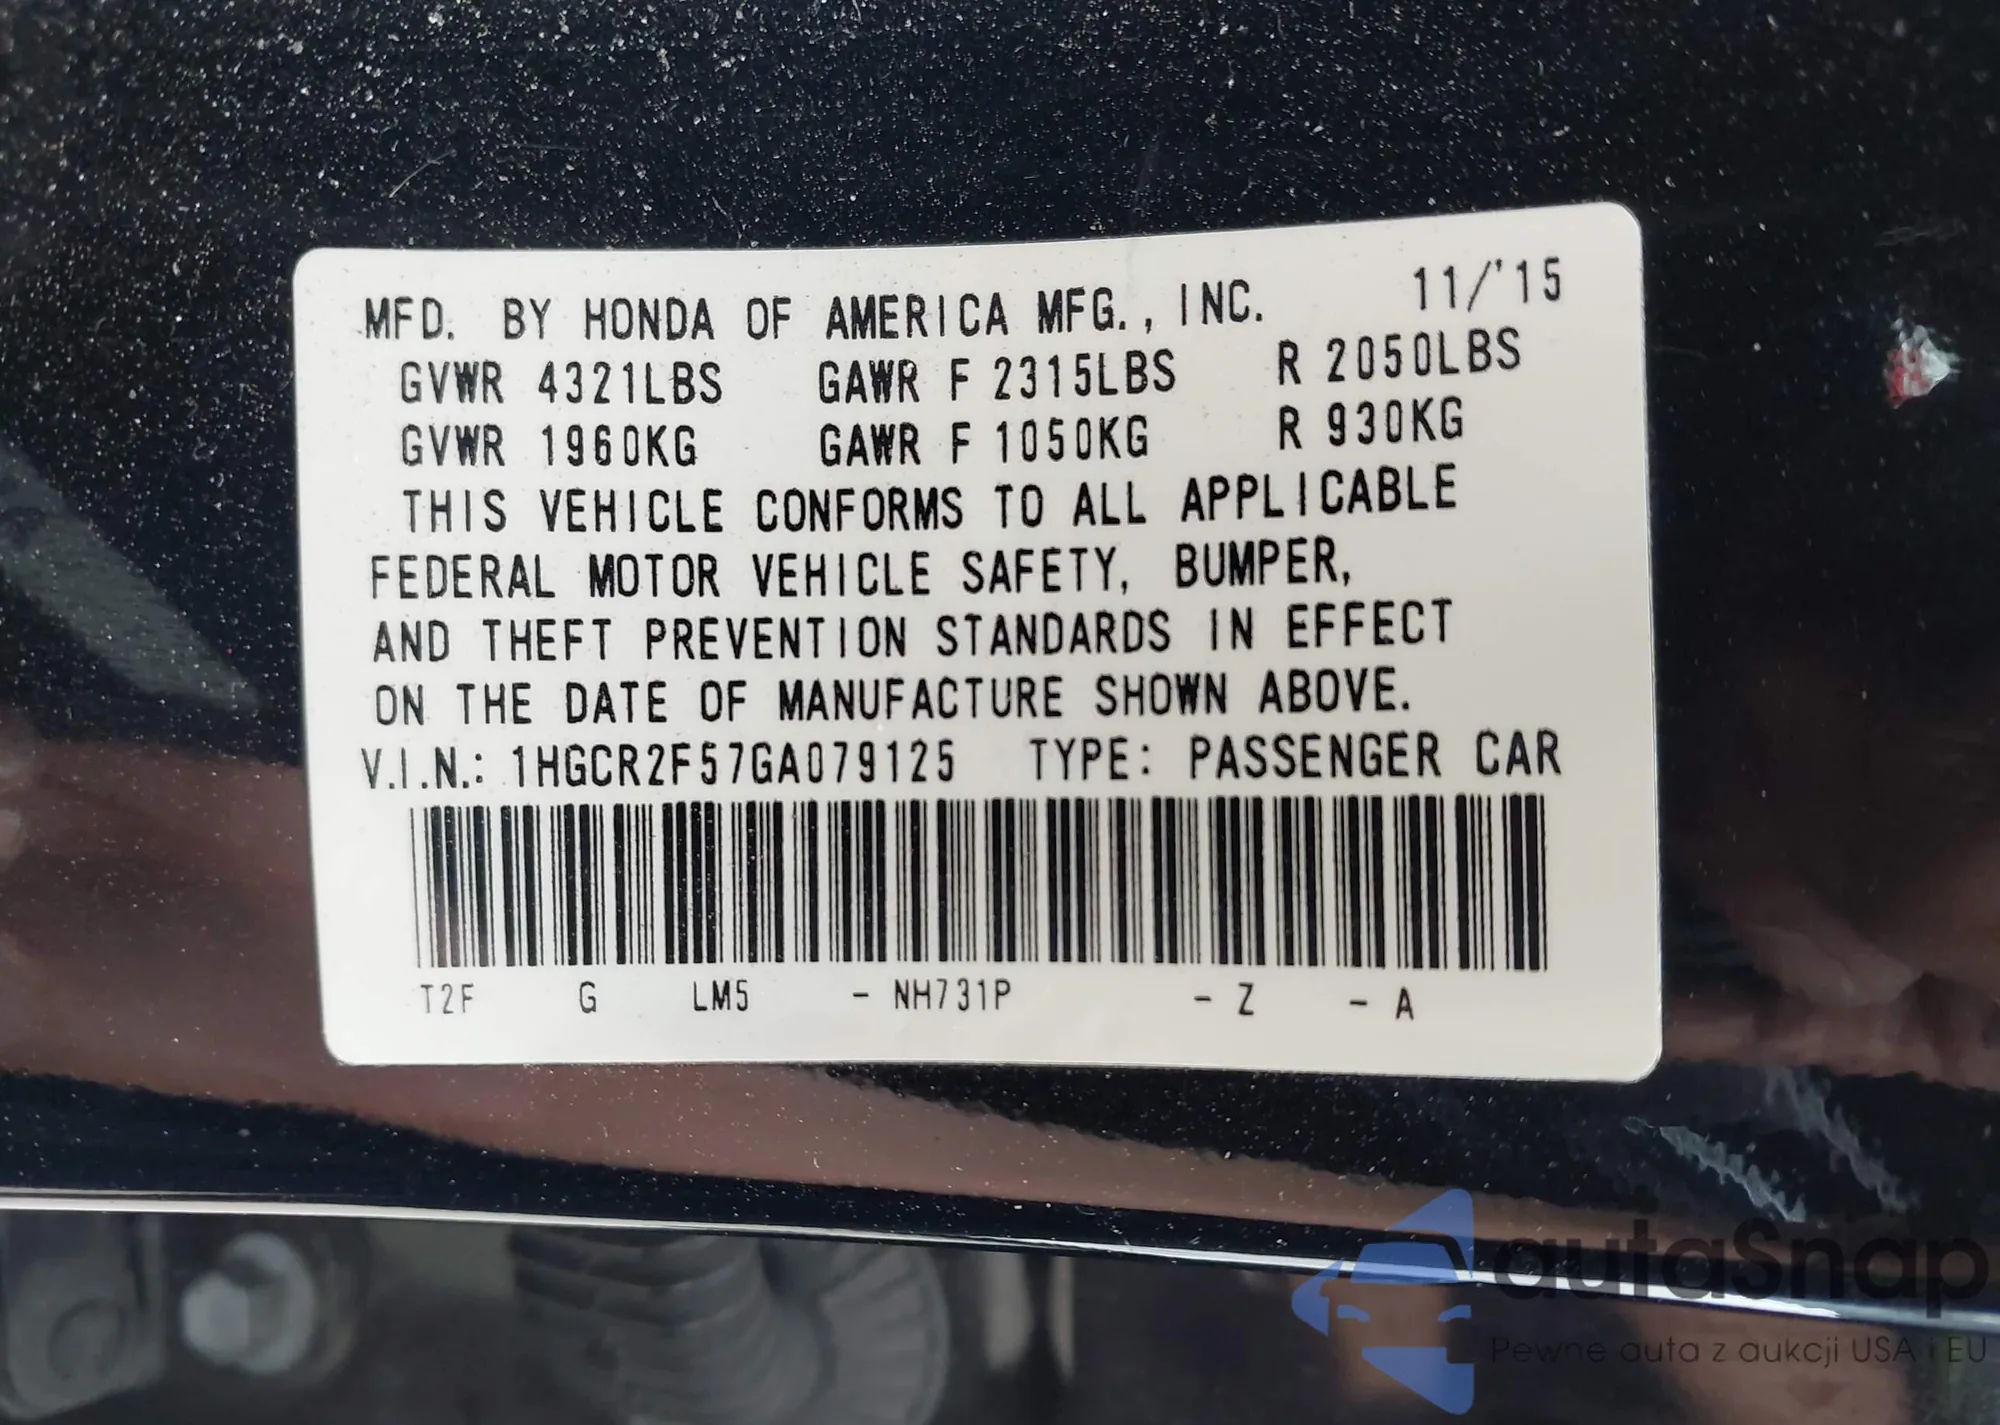 MFD. BY HONDA OF AMERICA MFG., INC. 11/'15
GVWR 4321LBS GAWR F 2315LBS R 2050LBS
GVWR 1960KG GAWR F 1050KG R 930KG
THIS VEHICLE CONFORMS TO ALL APPLICABLE
FEDERAL MOTOR VEHICLE SAFETY, BUMPER,
AND THEFT PREVENTION STANDARDS IN EFFECT
ON THE DATE OF MANUFACTURE SHOWN ABOVE.
V.I.N.: 1HGCR2F57GA079125 TYPE: PASSENGER CAR
T2F G LM5 - NH731P - Z - A
autaSnap
Pewne auta z aukcji USA i EU